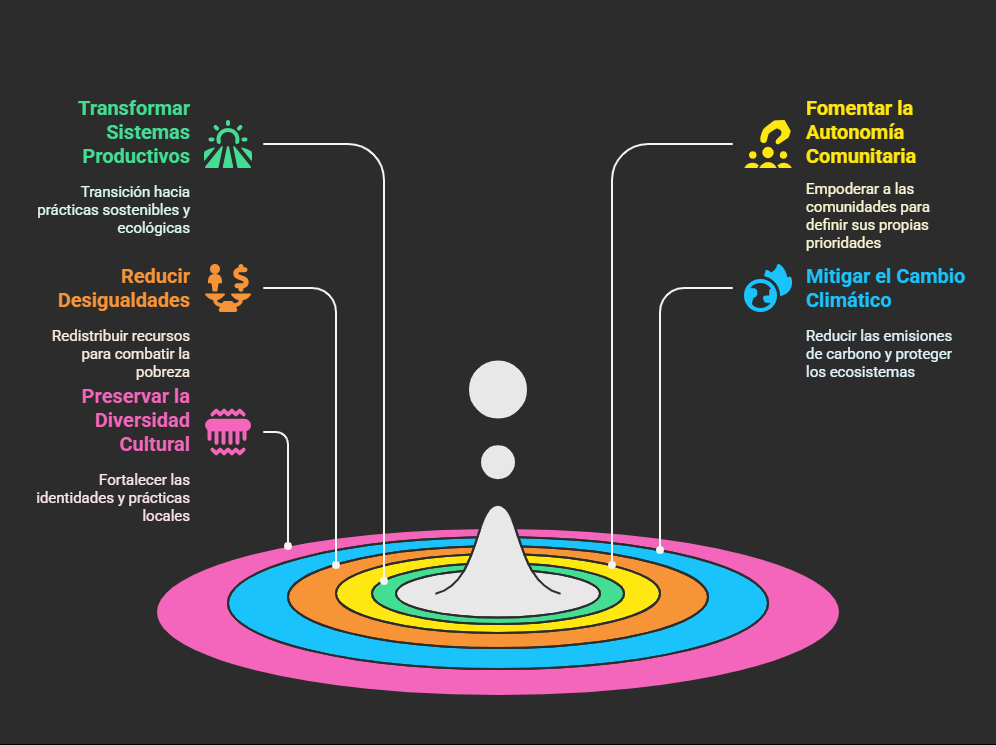 Transformar
Sistemas
Productivos
Transición hacia
prácticas sostenibles y
ecológicas
Reducir
Desigualdades
Redistribuir recursos
para combatir la
pobreza
Preservar la
Diversidad
Cultural
Fortalecer las
identidades y prácticas
locales
Fomentar la
Autonomía
Comunitaria
Empoderar a las
comunidades para
definir sus propias
prioridades
Mitigar el Cambio
Climático
Reducir las emisiones
de carbono y proteger
los ecosistemas